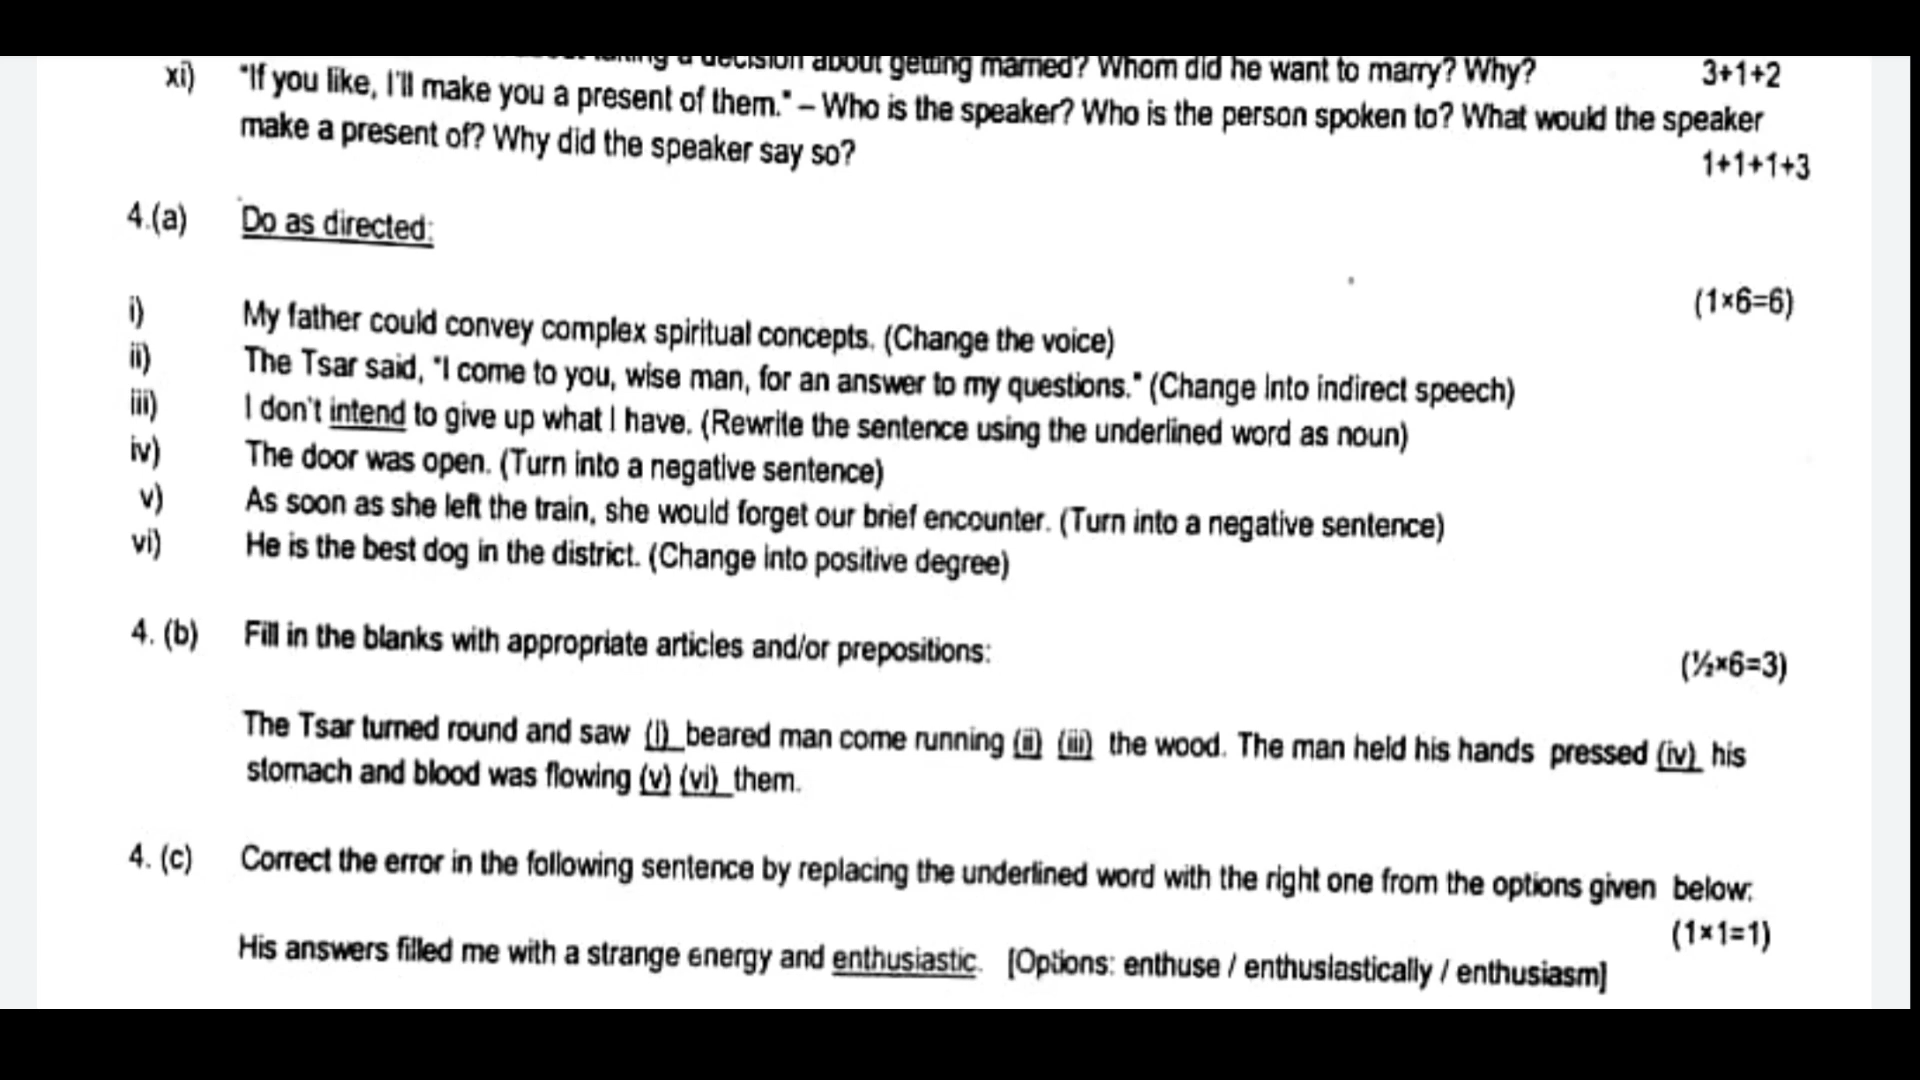 a decision about getting married? Whom did he want to marry? Why? 3+1+2
xi) "If you like, I'll make you a present of them." – Who is the speaker? Who is the person spoken to? What would the speaker
make a present of? Why did the speaker say so? 1+1+1+3
4.(a) Do as directed:
(1×6=6)
i) My father could convey complex spiritual concepts. (Change the voice)
ii) The Tsar said, "I come to you, wise man, for an answer to my questions." (Change into indirect speech)
iii) I don't intend to give up what I have. (Rewrite the sentence using the underlined word as noun)
iv) The door was open. (Turn into a negative sentence)
v) As soon as she left the train, she would forget our brief encounter. (Turn into a negative sentence)
vi) He is the best dog in the district. (Change into positive degree)
4. (b) Fill in the blanks with appropriate articles and/or prepositions:
(½×6=3)
The Tsar turned round and saw (i)_beared man come running (ii) (iii) the wood. The man held his hands pressed (iv)_his
stomach and blood was flowing (v) (vi)_them.
4. (c) Correct the error in the following sentence by replacing the underlined word with the right one from the options given below:
(1×1=1)
His answers filled me with a strange energy and enthusiastic. [Options: enthuse / enthusiastically / enthusiasm]